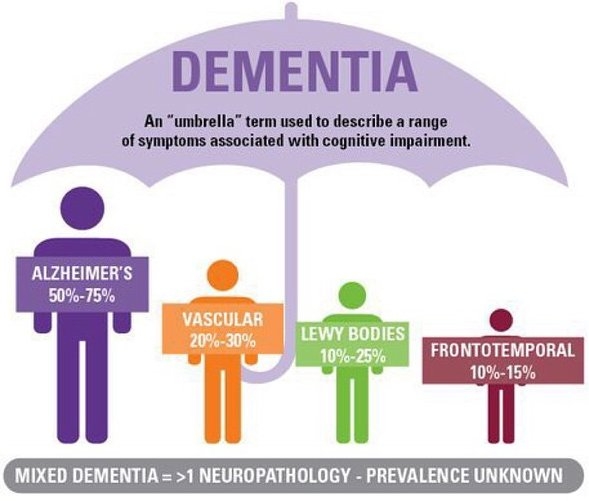 DEMENTIA
An “umbrella” term used to describe a range
of symptoms associated with cognitive impairment.
ALZHEIMER'S
50%-75%
VASCULAR
20%-30%
LEWY BODIES
10%-25%
FRONTOTEMPORAL
10%-15%
MIXED DEMENTIA = >1 NEUROPATHOLOGY - PREVALENCE UNKNOWN